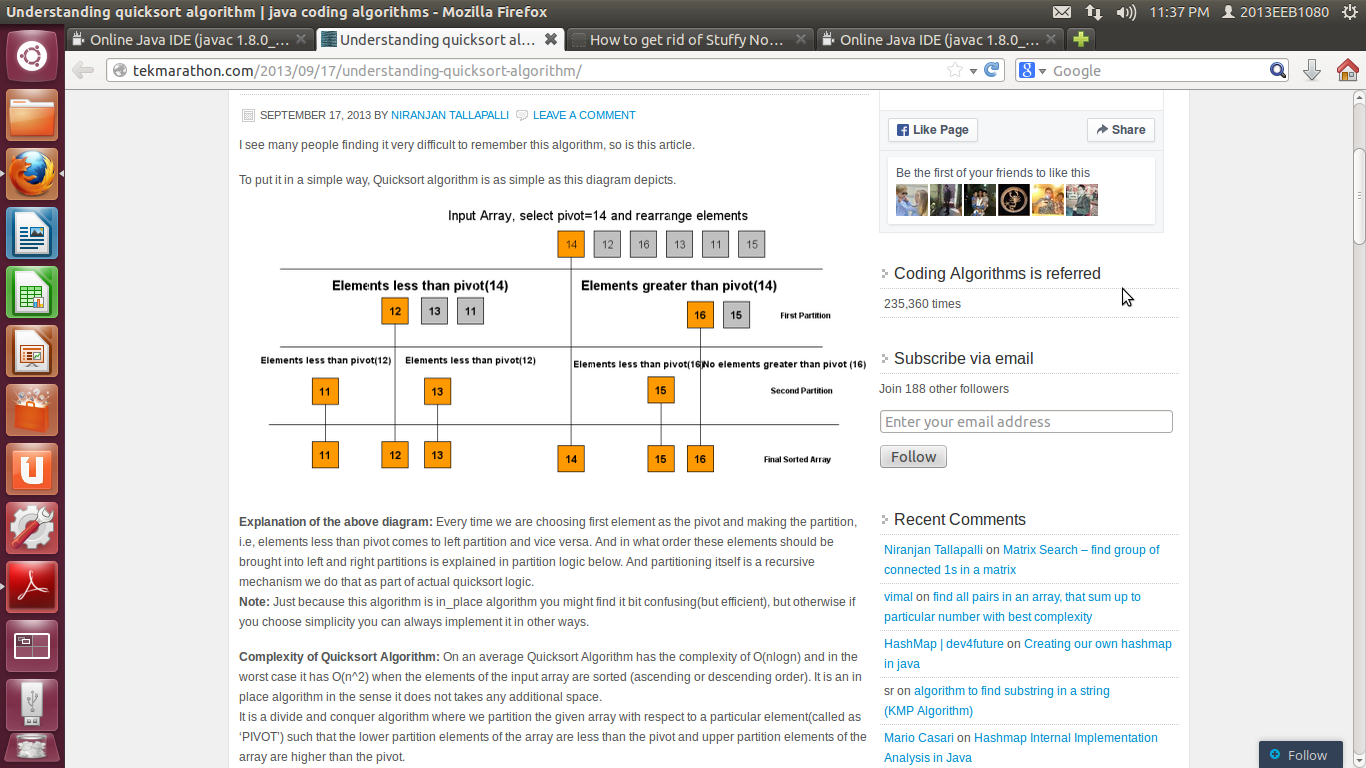 Understanding quicksort algorithm | java coding algorithms - Mozilla Firefox
11:37 PM
2013EEB1080
Online Java IDE (javac 1.8.0_...
Understanding quicksort al...
How to get rid of Stuffy No...
Online Java IDE (javac 1.8.0_...
tekmarathon.com/2013/09/17/understanding-quicksort-algorithm/
Google
SEPTEMBER 17, 2013 BY NIRANJAN TALLAPALLI LEAVE A COMMENT
I see many people finding it very difficult to remember this algorithm, so is this article.
To put it in a simple way, Quicksort algorithm is as simple as this diagram depicts.
Input Array, select pivot=14 and rearrange elements
14 12 16 13 11 15
Elements less than pivot(14)
Elements greater than pivot(14)
12 13 11
16 15
First Partition
Elements less than pivot(12)
Elements less than pivot(12)
Elements less than pivot(16)
No elements greater than pivot (16)
11 13 15
Second Partition
11 12 13 14 15 16
Final Sorted Array
Explanation of the above diagram: Every time we are choosing first element as the pivot and making the partition,
i.e, elements less than pivot comes to left partition and vice versa. And in what order these elements should be
brought into left and right partitions is explained in partition logic below. And partitioning itself is a recursive
mechanism we do that as part of actual quicksort logic.
Note: Just because this algorithm is in_place algorithm you might find it bit confusing(but efficient), but otherwise if
you choose simplicity you can always implement it in other ways.
Complexity of Quicksort Algorithm: On an average Quicksort Algorithm has the complexity of O(nlogn) and in the
worst case it has O(n^2) when the elements of the input array are sorted (ascending or descending order). It is an in
place algorithm in the sense it does not takes any additional space.
It is a divide and conquer algorithm where we partition the given array with respect to a particular element(called as
‘PIVOT’) such that the lower partition elements of the array are less than the pivot and upper partition elements of the
array are higher than the pivot.
Like Page
Share
Be the first of your friends to like this
Coding Algorithms is referred
235,360 times
Subscribe via email
Join 188 other followers
Enter your email address
Follow
Recent Comments
Niranjan Tallapalli on Matrix Search – find group of
connected 1s in a matrix
vimal on find all pairs in an array, that sum up to
particular number with best complexity
HashMap | dev4future on Creating our own hashmap
in java
sr on algorithm to find substring in a string
(KMP Algorithm)
Mario Casari on Hashmap Internal Implementation
Analysis in Java
Follow